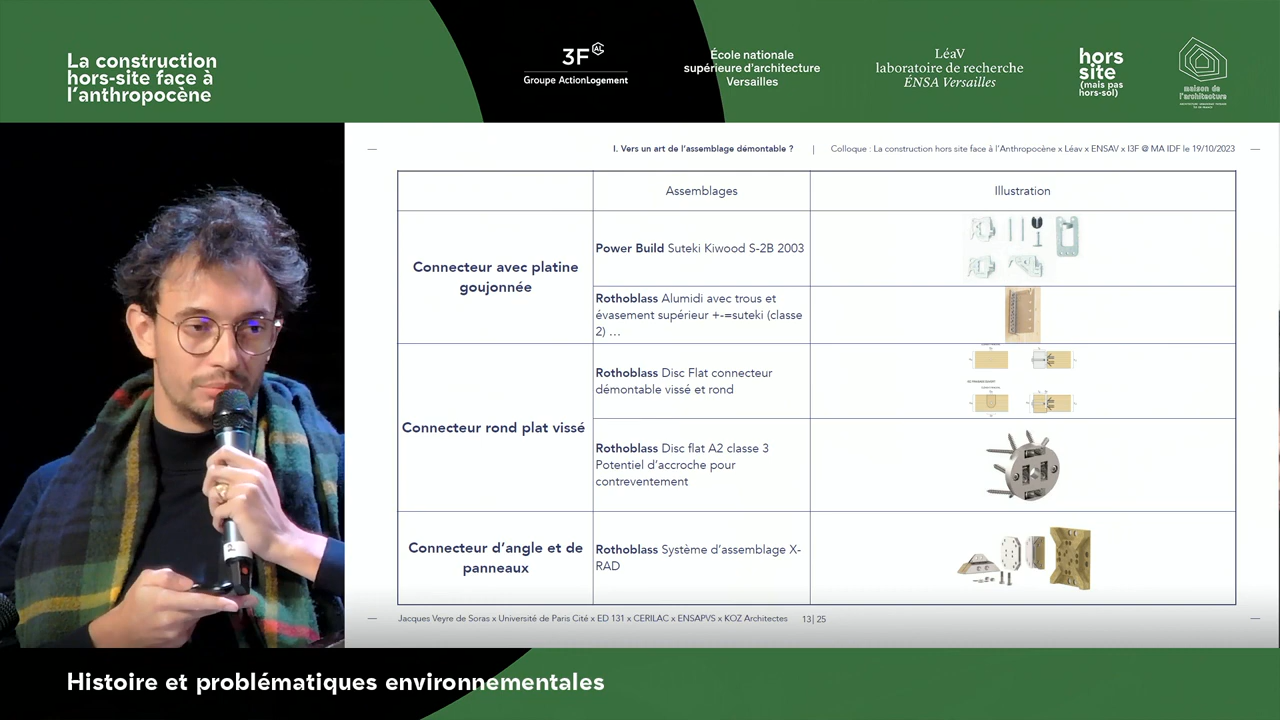 La construction
hors-site face à
l'anthropocène
3F AL
Groupe ActionLogement
École nationale
supérieure d'architecture
Versailles
LéaV
laboratoire de recherche
ÉNSA Versailles
hors
site
(mais pas
hors-sol)
maison de
l'architecture
I. Vers un art de l'assemblage démontable ? | Colloque : La construction hors site face à l'Anthropocène x Léav x ENSAV x I3F @ MA IDF le 19/10/2023
Assemblages
Illustration
Connecteur avec platine
goujonnée
Power Build Suteki Kiwood S-2B 2003
Rothoblass Alumidi avec trous et
évasement supérieur +-=suteki (classe
2) …
Connecteur rond plat vissé
Rothoblass Disc Flat connecteur
démontable vissé et rond
Rothoblass Disc flat A2 classe 3
Potentiel d'accroche pour
contreventement
Connecteur d'angle et de
panneaux
Rothoblass Système d'assemblage X-
RAD
Jacques Veyre de Soras x Université de Paris Cité x ED 131 x CERILAC x ENSAPVS x KOZ Architectes 13| 25
Histoire et problématiques environnementales